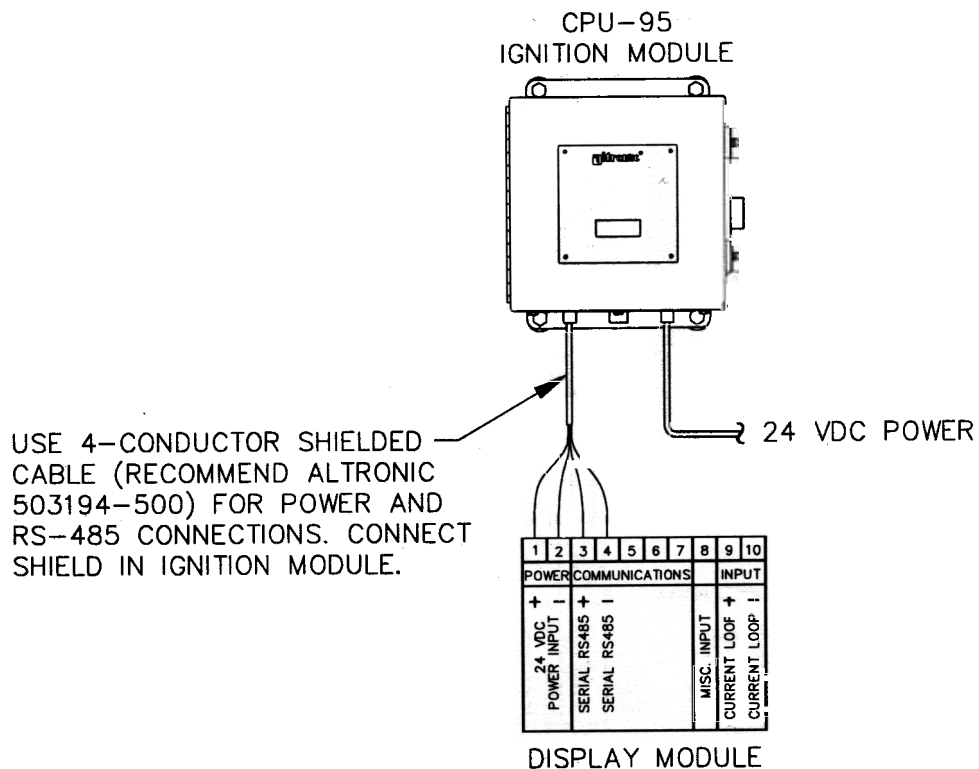 CPU-95
IGNITION MODULE
Altronic
USE 4-CONDUCTOR SHIELDED
CABLE (RECOMMEND ALTRONIC
503194-500) FOR POWER AND
RS-485 CONNECTIONS. CONNECT
SHIELD IN IGNITION MODULE.
24 VDC POWER
1 2 3 4 5 6 7 8 9 10
POWER COMMUNICATIONS INPUT
24 VDC +
POWER INPUT -
SERIAL RS485 +
SERIAL RS485 -
MISC. INPUT
CURRENT LOOP +
CURRENT LOOP -
DISPLAY MODULE